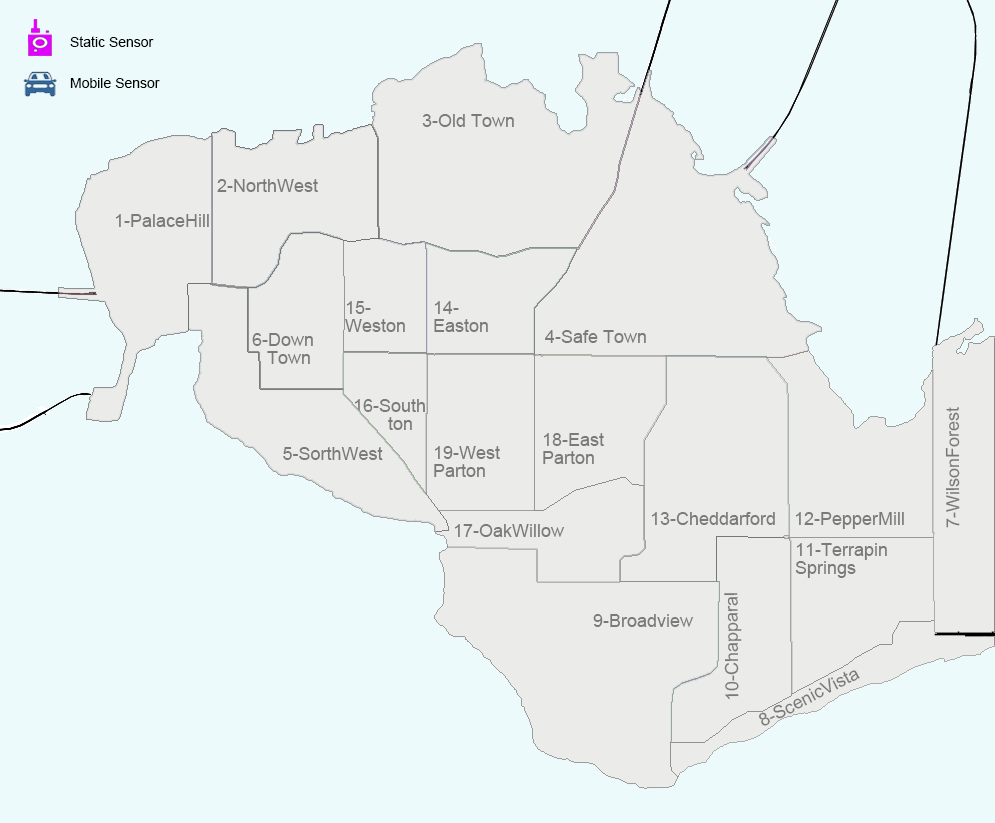 Static Sensor
Mobile Sensor
3-Old Town
2-NorthWest
1-PalaceHill
15-
Weston
14-
Easton
6-Down
Town
4-Safe Town
16-South
ton
5-SorthWest
19-West
Parton
18-East
Parton
7-WilsonForest
17-OakWillow
13-Cheddarford
12-PepperMill
11-Terrapin
Springs
9-Broadview
10-Chapparal
8-ScenicVista